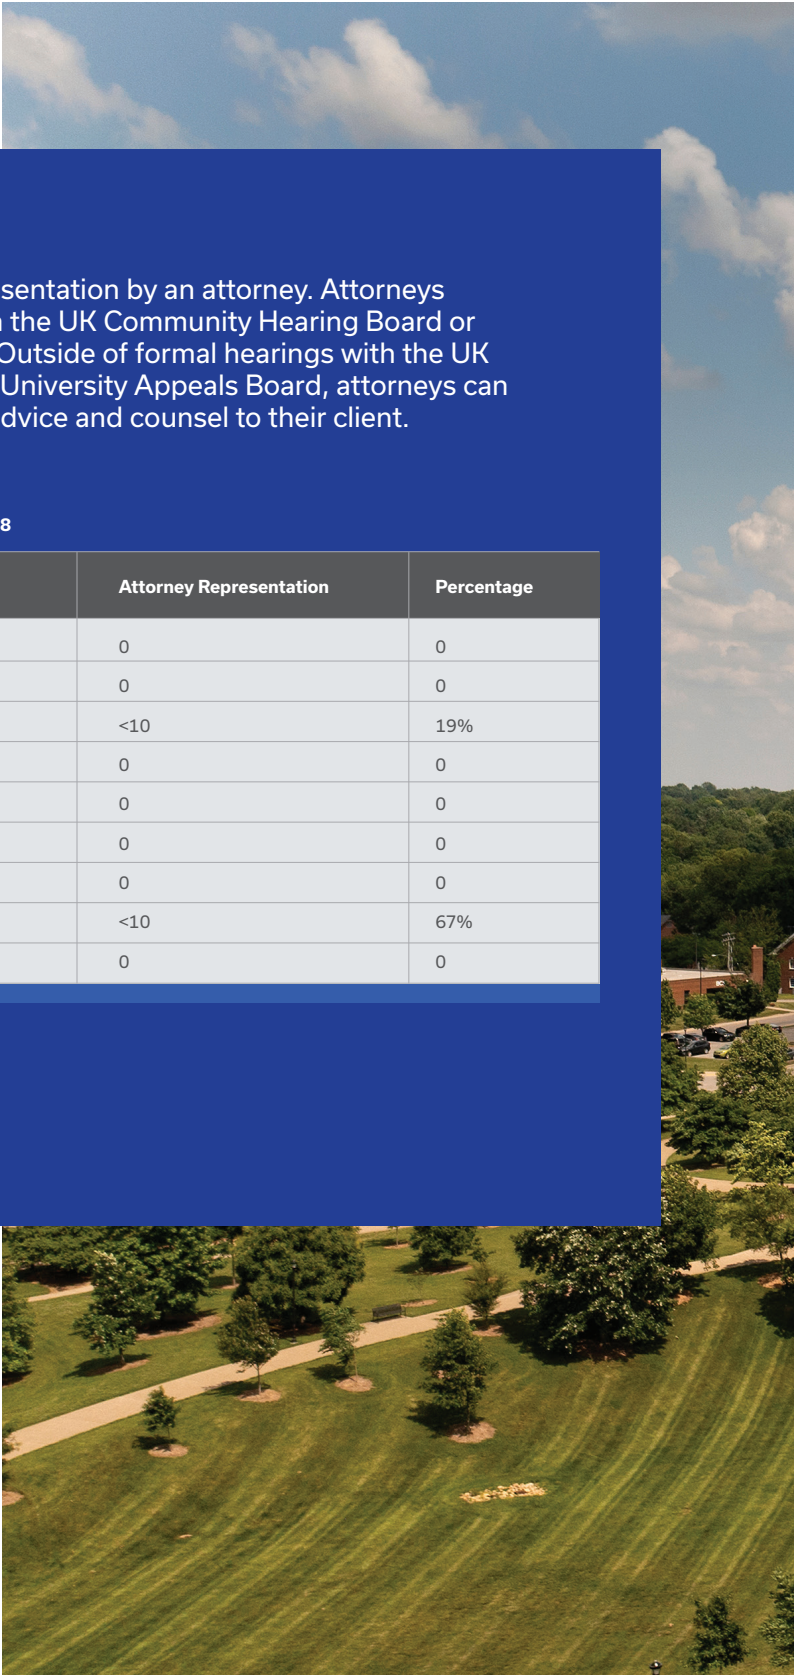 sentation by an attorney. Attorneys
the UK Community Hearing Board or
Outside of formal hearings with the UK
University Appeals Board, attorneys can
dvice and counsel to their client.
8
Attorney Representation Percentage
0 0
0 0
<10 19%
0 0
0 0
0 0
0 0
<10 67%
0 0